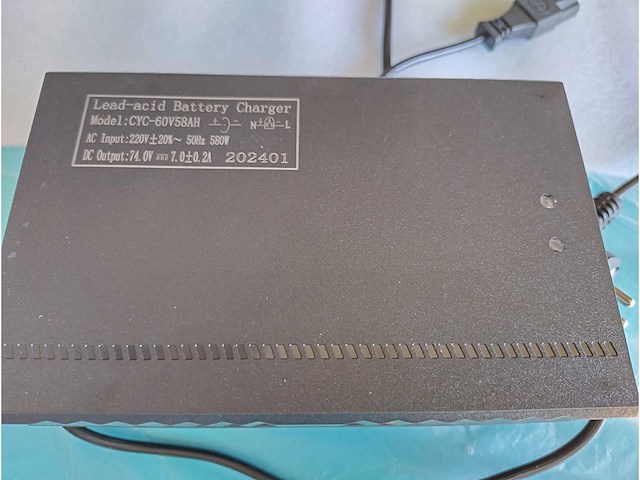 Lead-acid Battery Charger
Model:CYC-60V58AH N L
AC Input:220V±20%~ 50Hz 580W
DC Output:74.0V⎓7.0±0.2A 202401